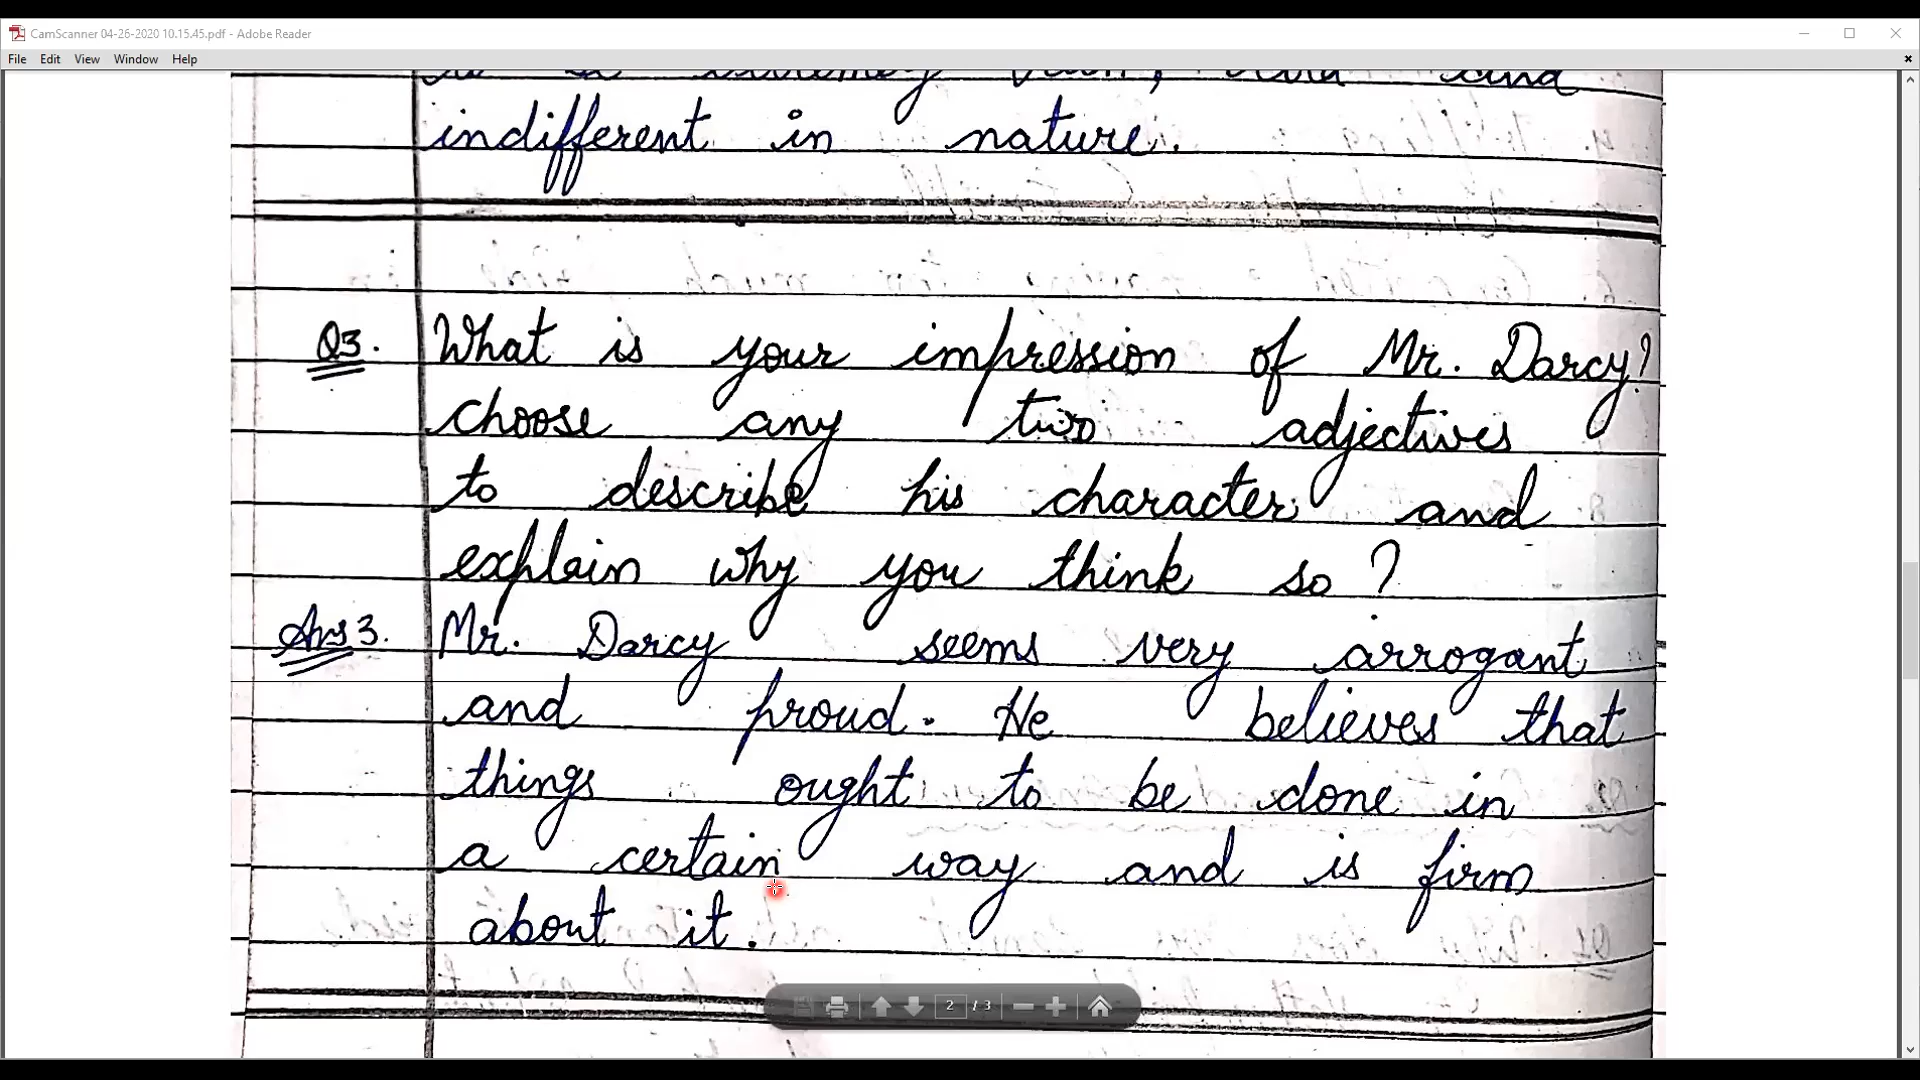 CamScanner 04-26-2020 10.15.45.pdf - Adobe Reader
File Edit View Window Help
and
indifferent in nature.
Q3. What is your impression of Mr. Darcy?
choose any two adjectives
to describe his character and
explain why you think so?
Ans 3. Mr. Darcy seems very arrogant
and proud. He believes that
things ought to be done in
a certain way and is firm
about it.
2 / 3